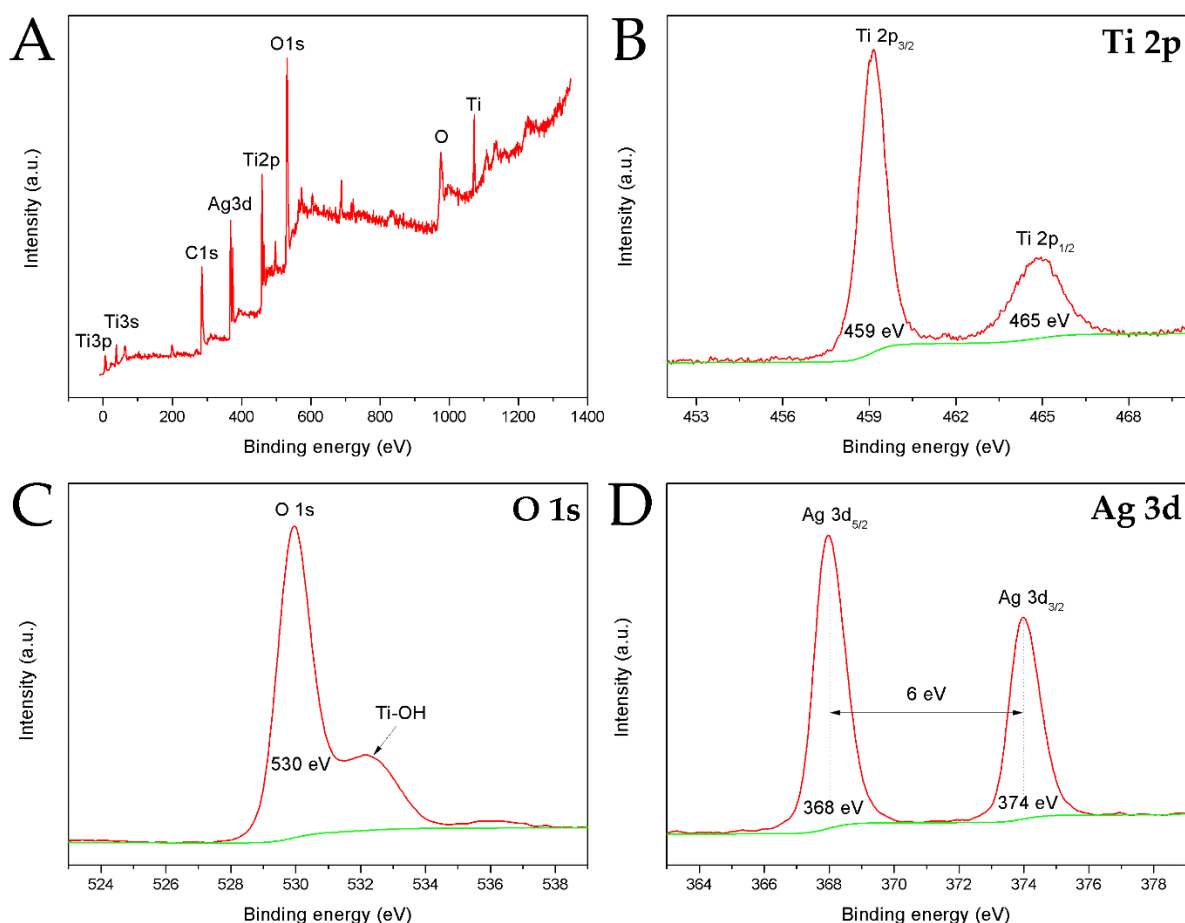 A
O1s
Ti
O
Ti2p
Ag3d
C1s
Ti3s
Ti3p
Intensity (a.u.)
0 200 400 600 800 1000 1200 1400
Binding energy (eV)
B
Ti 2p
Ti 2p3/2
Ti 2p1/2
459 eV
465 eV
Intensity (a.u.)
453 456 459 462 465 468
Binding energy (eV)
C
O 1s
O 1s
Ti-OH
530 eV
Intensity (a.u.)
524 526 528 530 532 534 536 538
Binding energy (eV)
D
Ag 3d
Ag 3d5/2
Ag 3d3/2
6 eV
368 eV
374 eV
Intensity (a.u.)
364 366 368 370 372 374 376 378
Binding energy (eV)